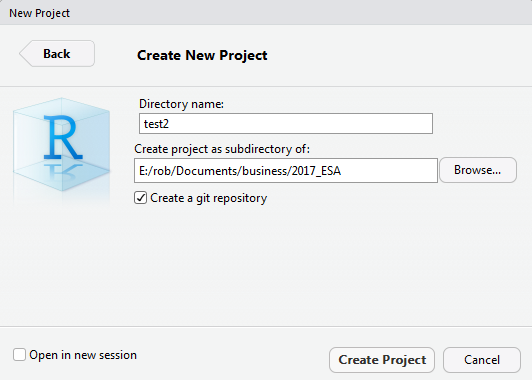 New Project
Back
Create New Project
R
Directory name:
test2
Create project as subdirectory of:
E:/rob/Documents/business/2017_ESA
Browse...
Create a git repository
Open in new session
Create Project
Cancel